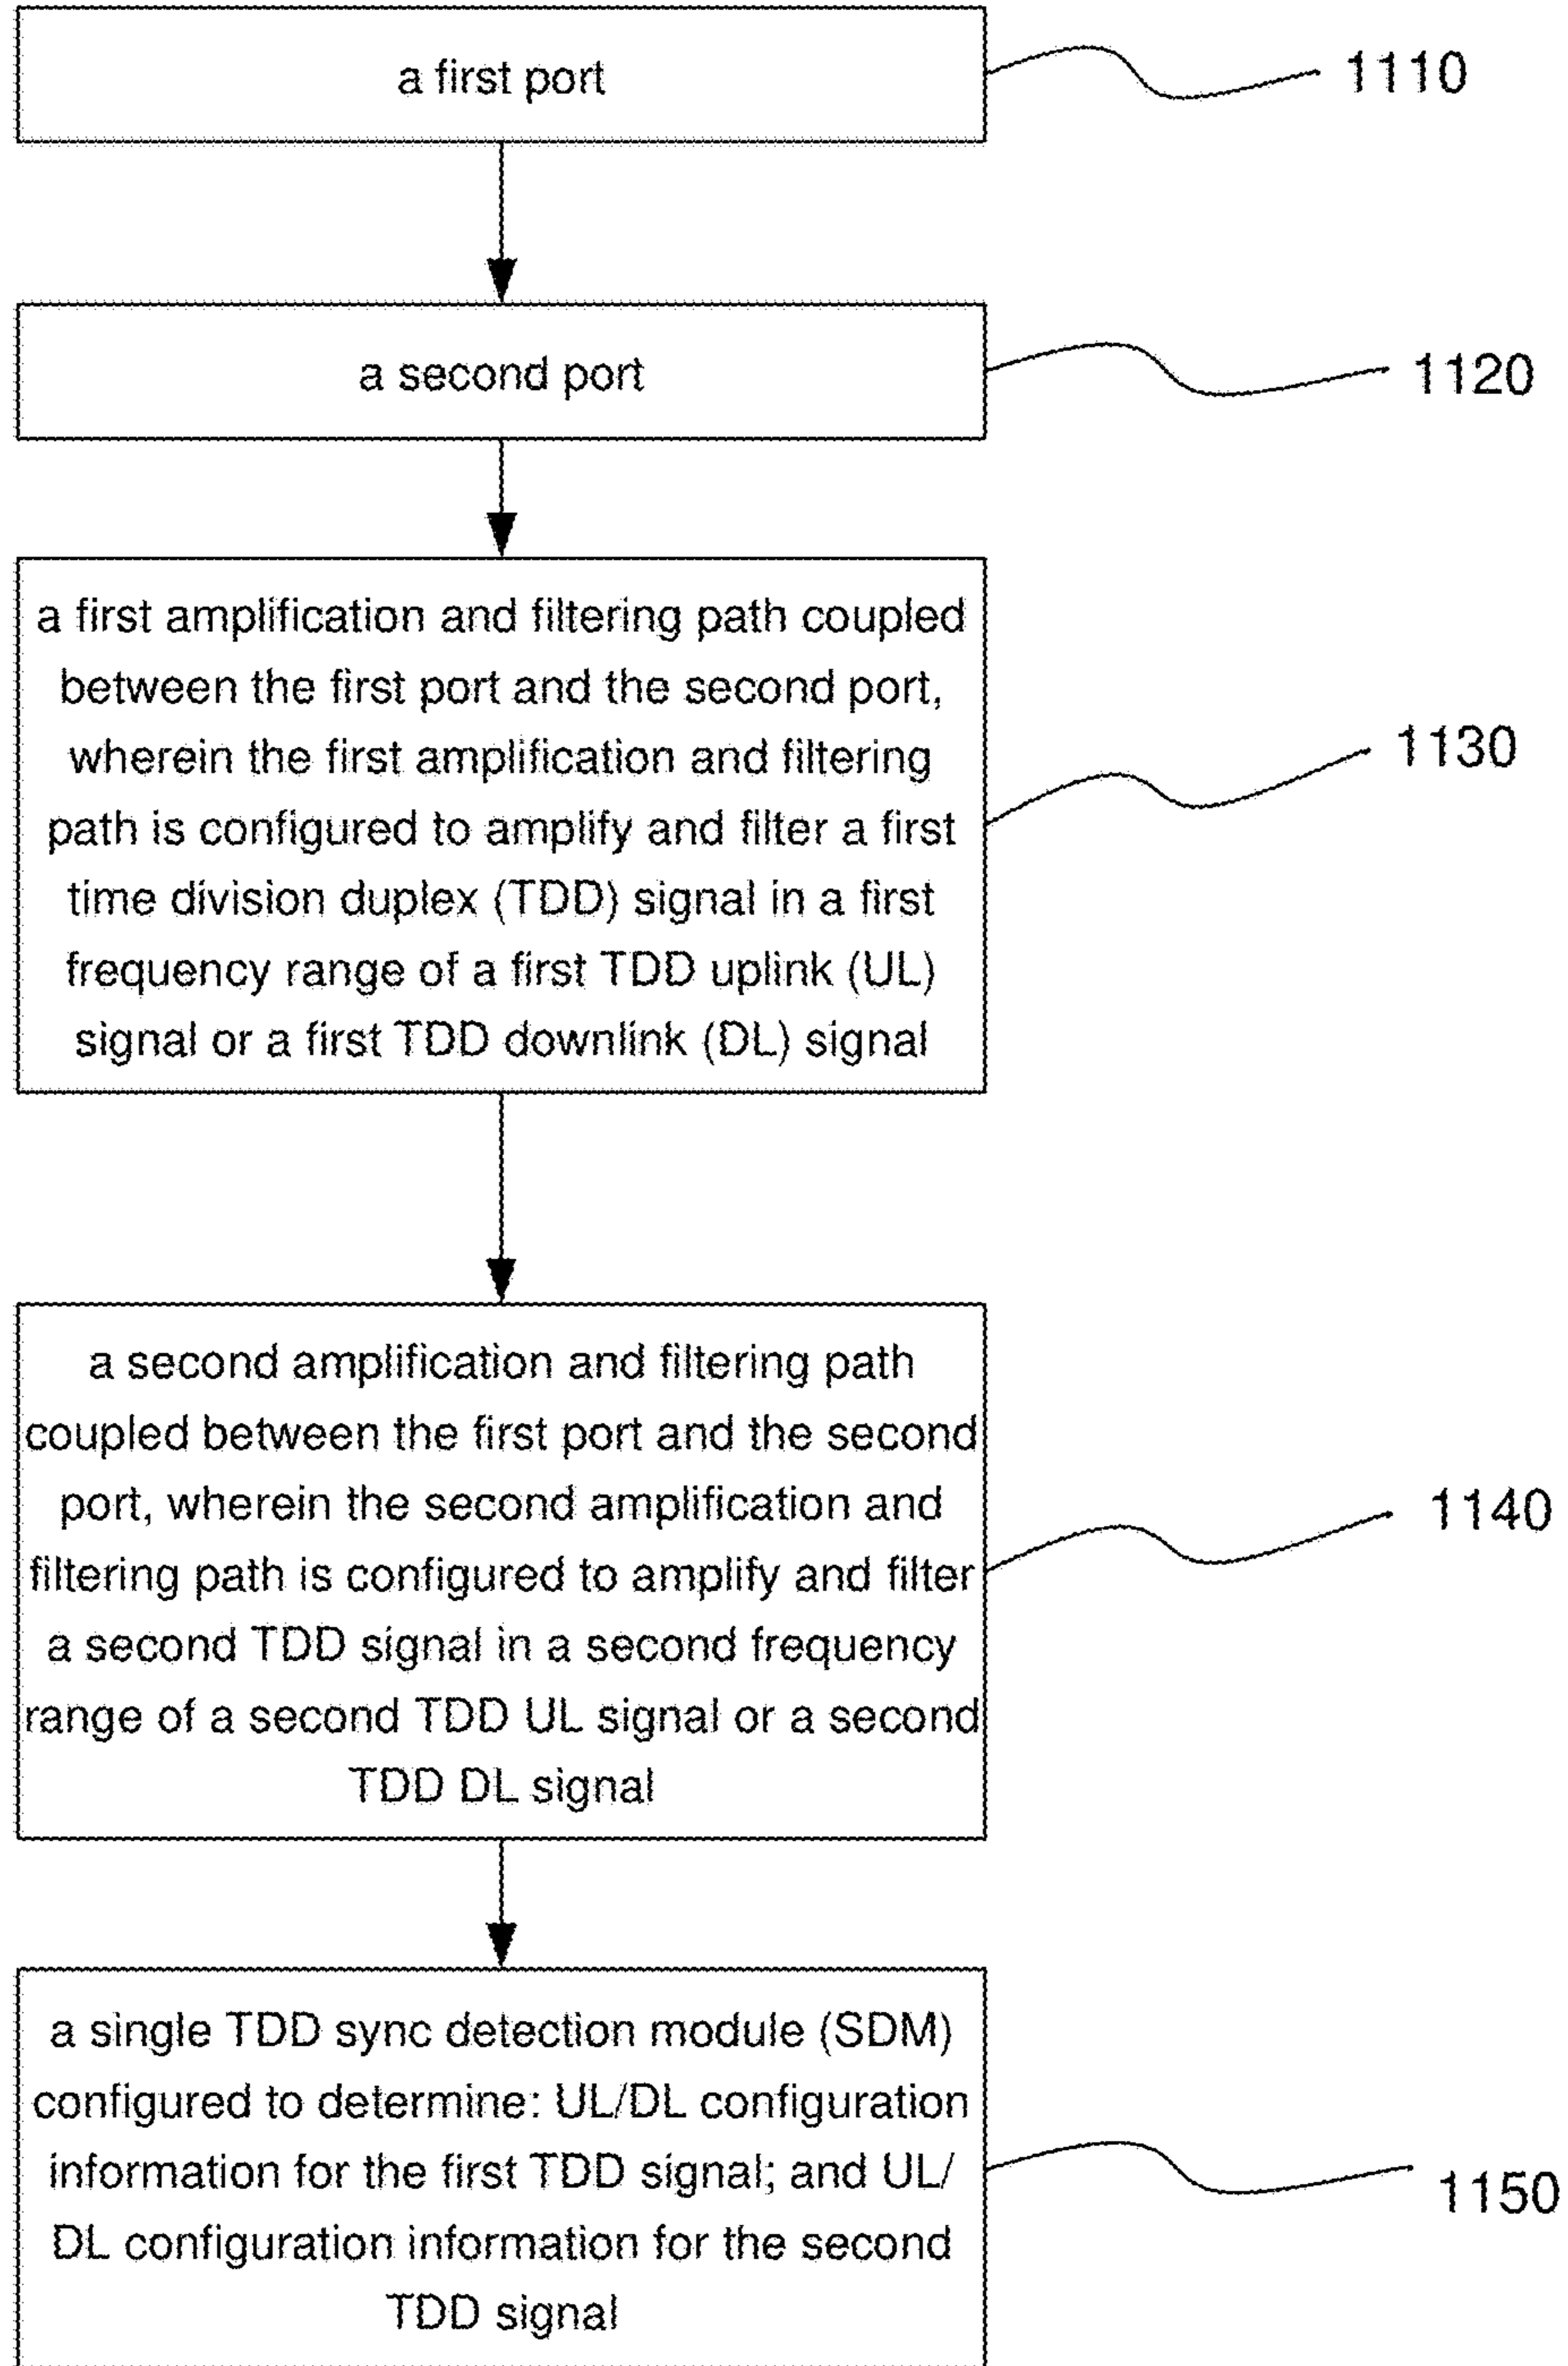 a first port
1110
a second port
1120
a first amplification and filtering path coupled
between the first port and the second port,
wherein the first amplification and filtering
path is configured to amplify and filter a first
time division duplex (TDD) signal in a first
frequency range of a first TDD uplink (UL)
signal or a first TDD downlink (DL) signal
1130
a second amplification and filtering path
coupled between the first port and the second
port, wherein the second amplification and
filtering path is configured to amplify and filter
a second TDD signal in a second frequency
range of a second TDD UL signal or a second
TDD DL signal
1140
a single TDD sync detection module (SDM)
configured to determine: UL/DL configuration
information for the first TDD signal; and UL/
DL configuration information for the second
TDD signal
1150